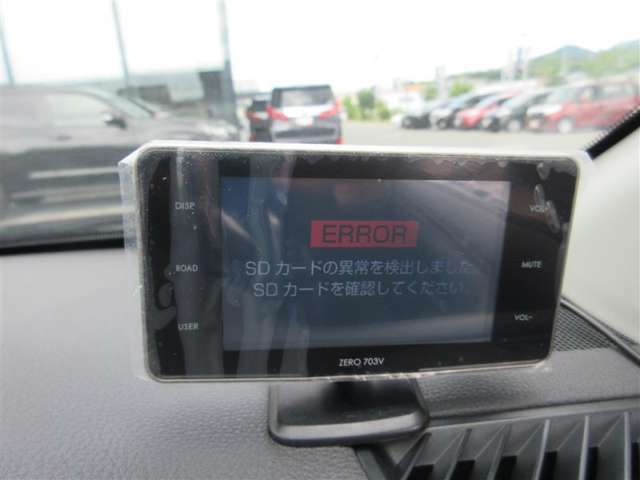 DISP
ROAD
USER
ERROR
SDカードの異常を検出しました。
SDカードを確認してください。
VOL+
MUTE
VOL-
ZERO 703V